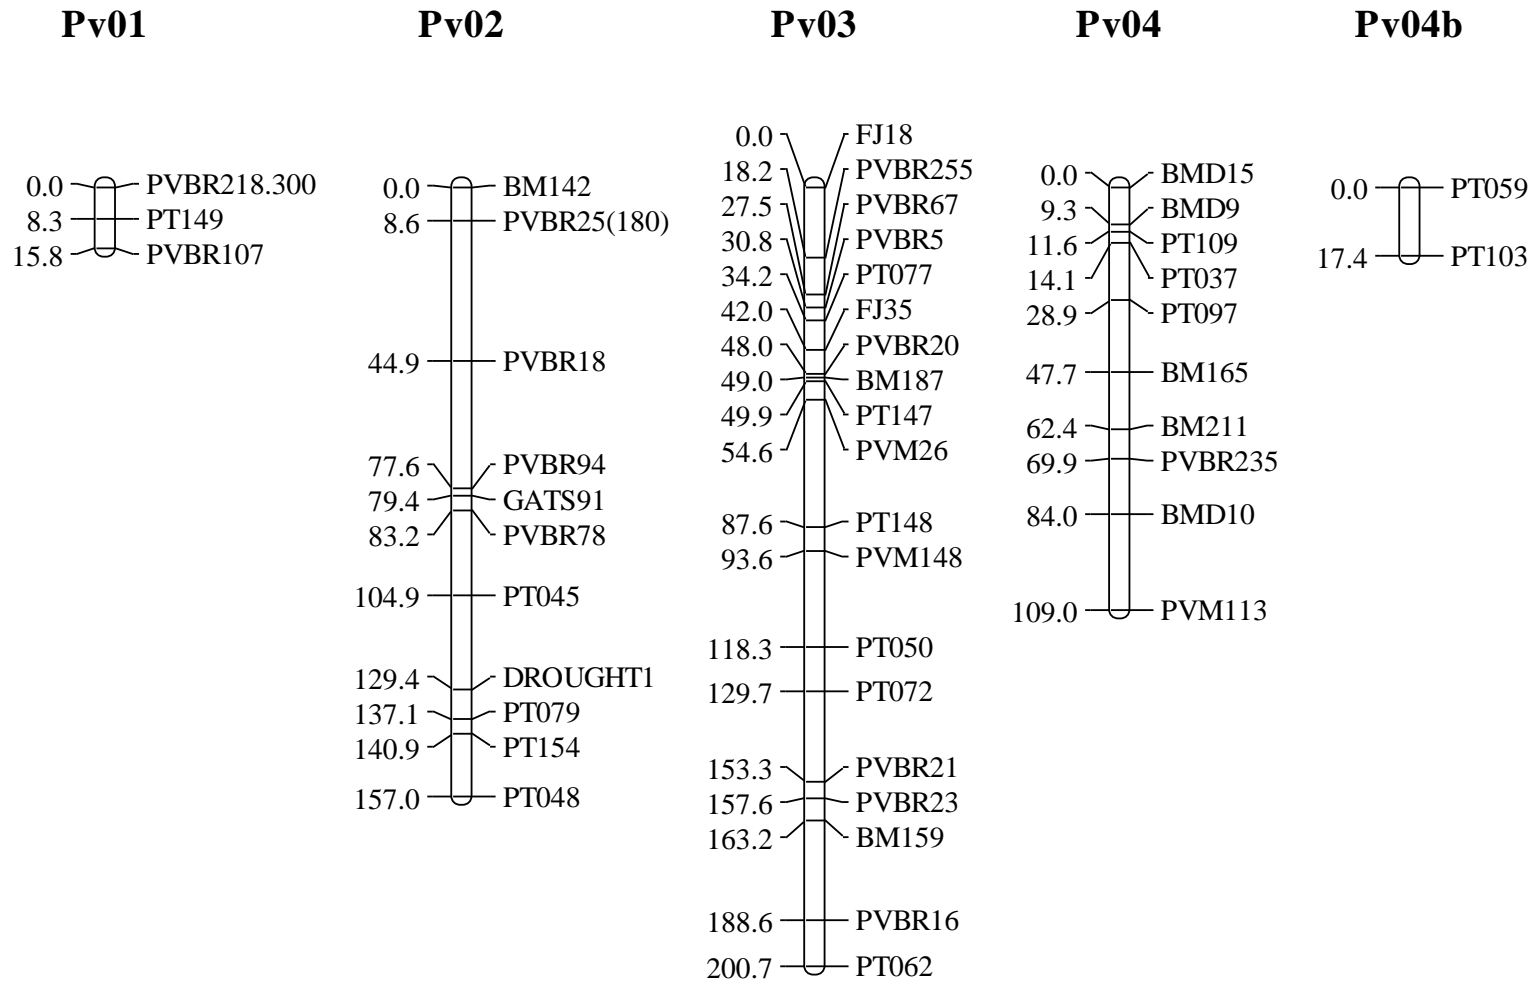 Pv01
0.0 PVBR218.300
8.3 PT149
15.8 PVBR107
Pv02
0.0 BM142
8.6 PVBR25(180)
44.9 PVBR18
77.6 PVBR94
79.4 GATS91
83.2 PVBR78
104.9 PT045
129.4 DROUGHT1
137.1 PT079
140.9 PT154
157.0 PT048
Pv03
0.0 FJ18
18.2 PVBR255
27.5 PVBR67
30.8 PVBR5
34.2 PT077
42.0 FJ35
48.0 PVBR20
49.0 BM187
49.9 PT147
54.6 PVM26
87.6 PT148
93.6 PVM148
118.3 PT050
129.7 PT072
153.3 PVBR21
157.6 PVBR23
163.2 BM159
188.6 PVBR16
200.7 PT062
Pv04
0.0 BMD15
9.3 BMD9
11.6 PT109
14.1 PT037
28.9 PT097
47.7 BM165
62.4 BM211
69.9 PVBR235
84.0 BMD10
109.0 PVM113
Pv04b
0.0 PT059
17.4 PT103